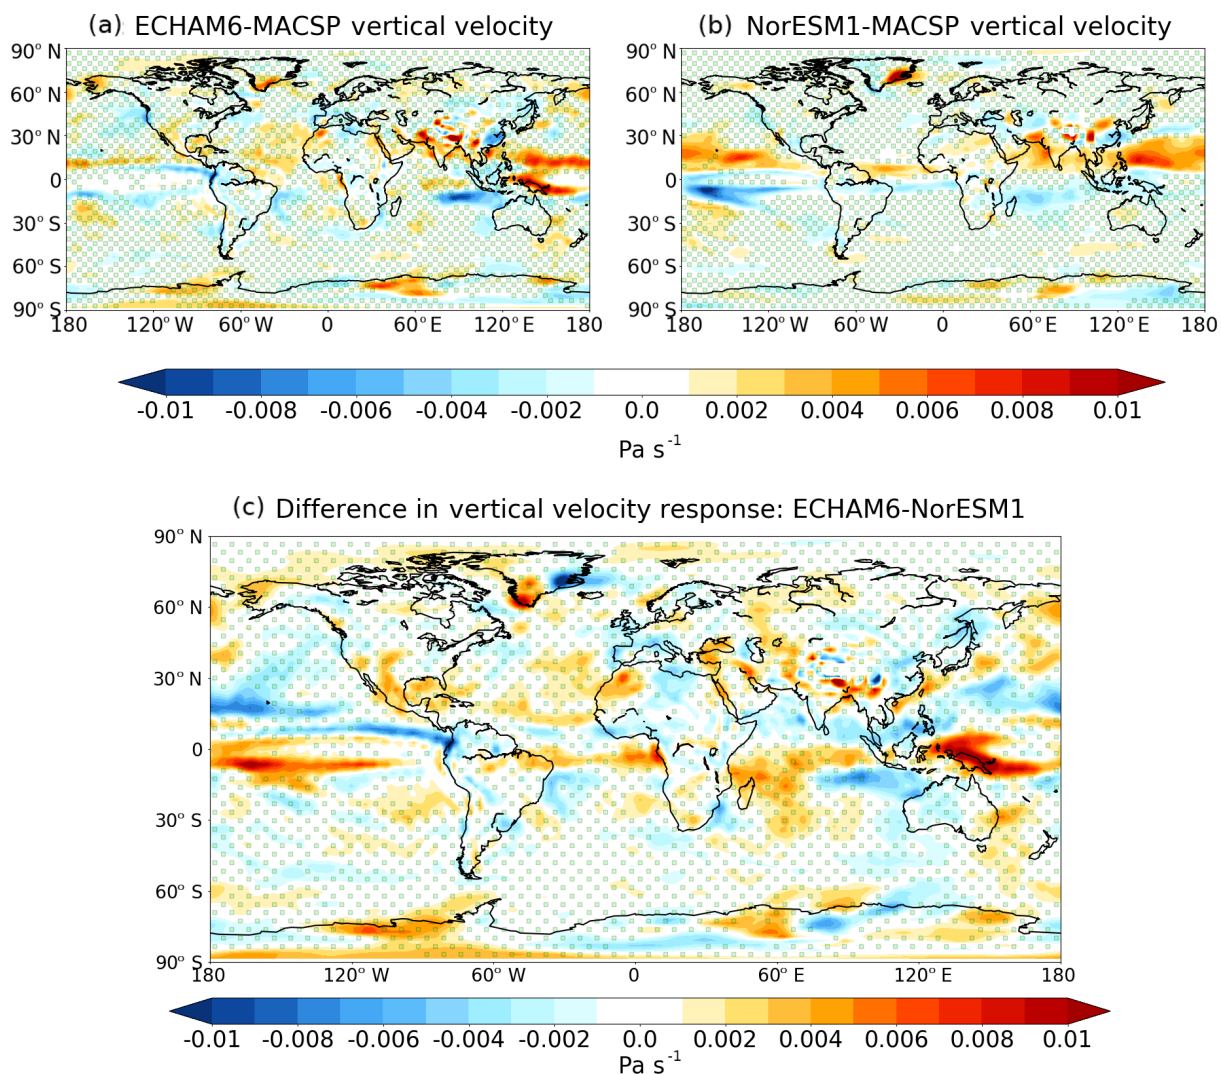 (a) ECHAM6-MACSP vertical velocity
(b) NorESM1-MACSP vertical velocity
90° N
60° N
30° N
0
30° S
60° S
90° S
180 120° W 60° W 0 60° E 120° E 180
90° N
60° N
30° N
0
30° S
60° S
90° S
180 120° W 60° W 0 60° E 120° E 180
-0.01 -0.008 -0.006 -0.004 -0.002 0.0 0.002 0.004 0.006 0.008 0.01
Pa s⁻¹
(c) Difference in vertical velocity response: ECHAM6-NorESM1
90° N
60° N
30° N
0
30° S
60° S
90° S
180 120° W 60° W 0 60° E 120° E 180
-0.01 -0.008 -0.006 -0.004 -0.002 0.0 0.002 0.004 0.006 0.008 0.01
Pa s⁻¹